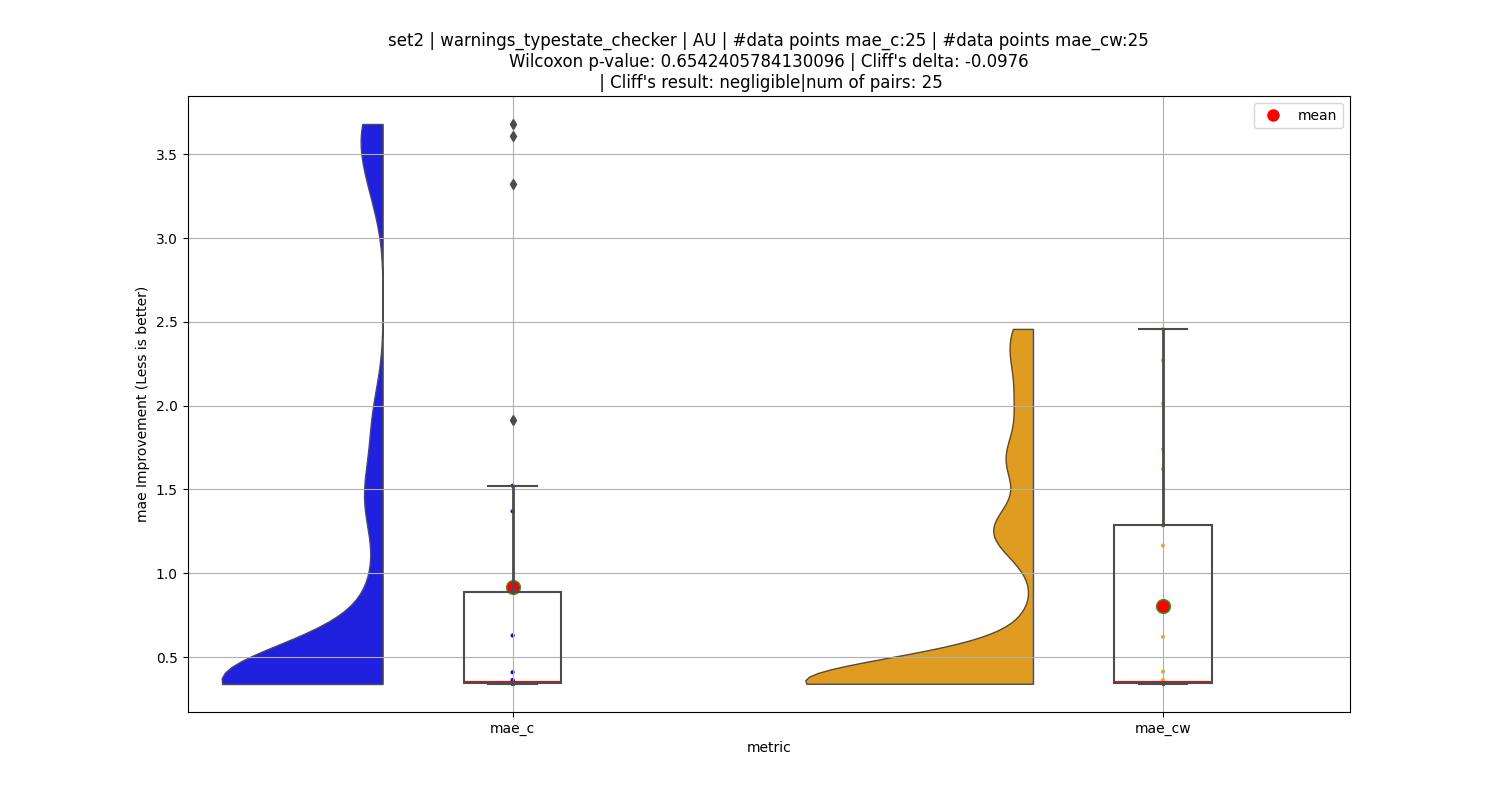 set2 | warnings_typestate_checker | AU | #data points mae_c:25 | #data points mae_cw:25
Wilcoxon p-value: 0.6542405784130096 | Cliff's delta: -0.0976
| Cliff's result: negligible|num of pairs: 25
mean
3.5
3.0
2.5
2.0
1.5
1.0
0.5
mae Improvement (Less is better)
mae_c
mae_cw
metric